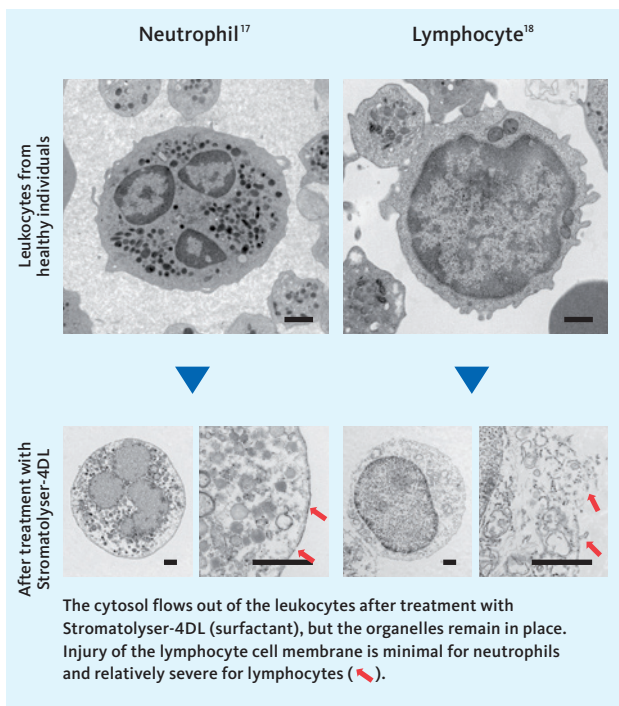 Neutrophil17
Lymphocyte18
Leukocytes from
healthy individuals
After treatment with
Stromatolyser-4DL
The cytosol flows out of the leukocytes after treatment with
Stromatolyser-4DL (surfactant), but the organelles remain in place.
Injury of the lymphocyte cell membrane is minimal for neutrophils
and relatively severe for lymphocytes ( ).